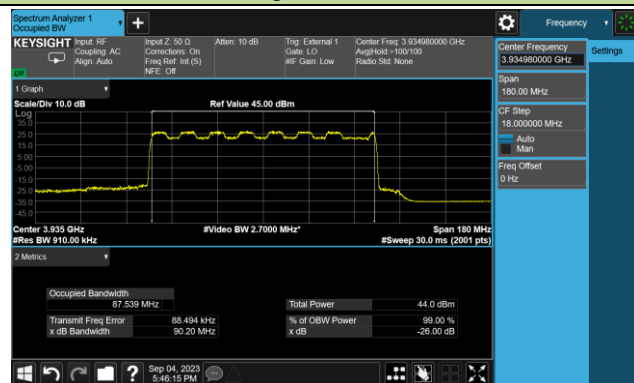 Spectrum Analyzer 1
Occupied BW
+
Frequency
KEYSIGHT
Input: RF
Coupling: AC
Align: Auto
Input Z: 50 Ω
Corrections: On
Freq Ref: Int (S)
NFE: Off
Atten: 10 dB
Trig: External 1
Gate: LO
#IF Gain: Low
Center Freq: 3.934980000 GHz
Avg|Hold:>100/100
Radio Std: None
Center Frequency
3.934980000 GHz
Settings
Span
180.00 MHz
CF Step
18.000000 MHz
Auto
Man
Freq Offset
0 Hz
1 Graph
Scale/Div 10.0 dB
Ref Value 45.00 dBm
Log
35.0
25.0
15.0
5.00
-5.00
-15.0
-25.0
-35.0
-45.0
Center 3.935 GHz
#Video BW 2.7000 MHz*
Span 180 MHz
#Res BW 910.00 kHz
#Sweep 30.0 ms (2001 pts)
2 Metrics
Occupied Bandwidth
87.539 MHz
Total Power 44.0 dBm
Transmit Freq Error 88.494 kHz
% of OBW Power 99.00 %
x dB Bandwidth 90.20 MHz
x dB -26.00 dB
?
Sep 04, 2023
5:46:15 PM